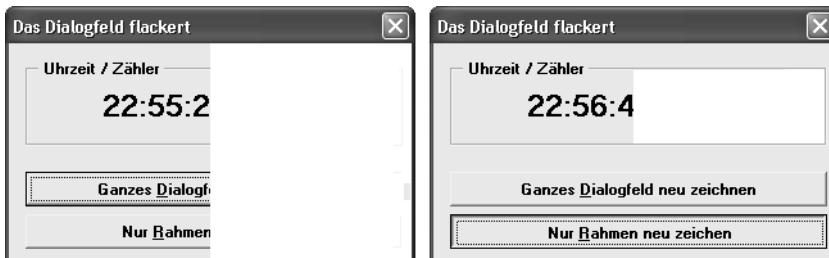 Das Dialogfeld flackert
Uhrzeit / Zähler
22:55:2
Ganzes Dialogf
Nur Rahmen
Das Dialogfeld flackert
Uhrzeit / Zähler
22:56:4
Ganzes Dialogfeld neu zeichnen
Nur Rahmen neu zeichen